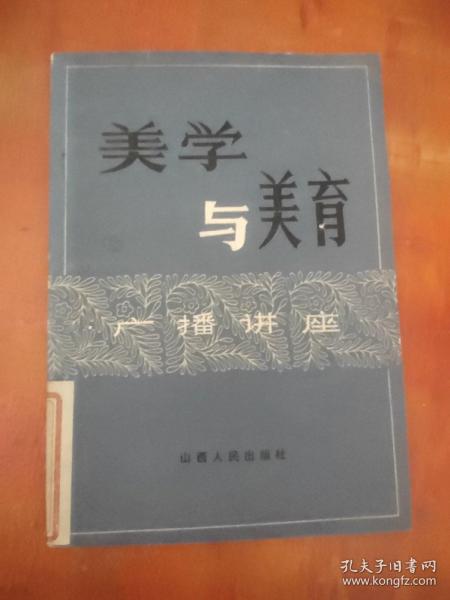 美学
与美育
广播讲座
山西人民出版社
孔夫子旧书网
www.kongfz.com